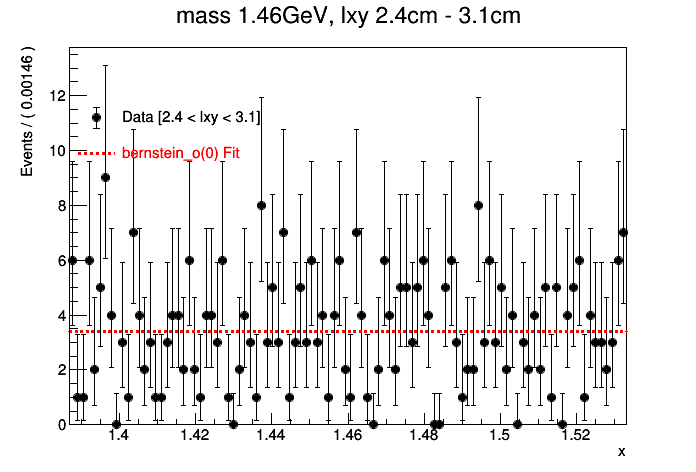 mass 1.46GeV, lxy 2.4cm - 3.1cm
Events / ( 0.00146 )
12
10
8
6
4
2
0
Data [2.4 < lxy < 3.1]
bernstein_o(0) Fit
1.4 1.42 1.44 1.46 1.48 1.5 1.52
x